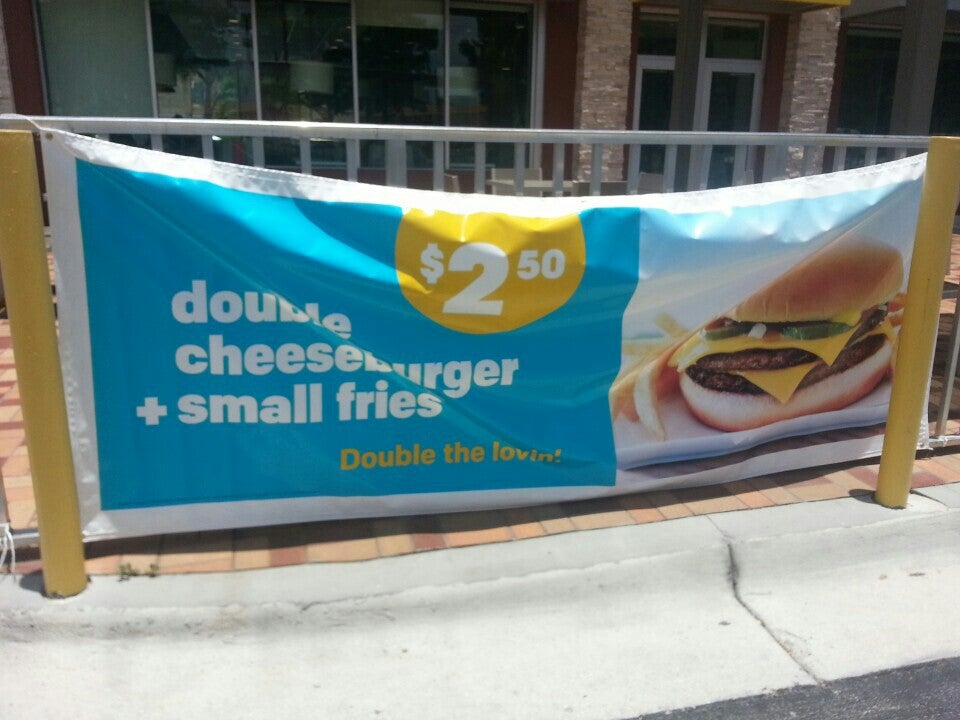 $2 50
double
cheeseburger
+ small fries
Double the lovin!